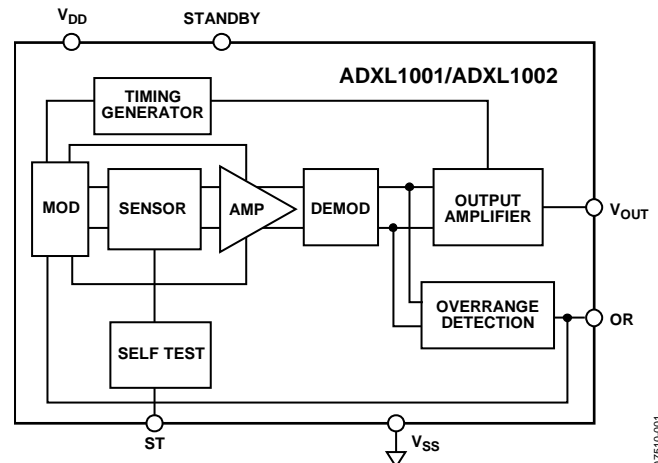 VDD
STANDBY
ADXL1001/ADXL1002
TIMING
GENERATOR
MOD
SENSOR
AMP
DEMOD
OUTPUT
AMPLIFIER
VOUT
OVERRANGE
DETECTION
OR
SELF TEST
ST
VSS